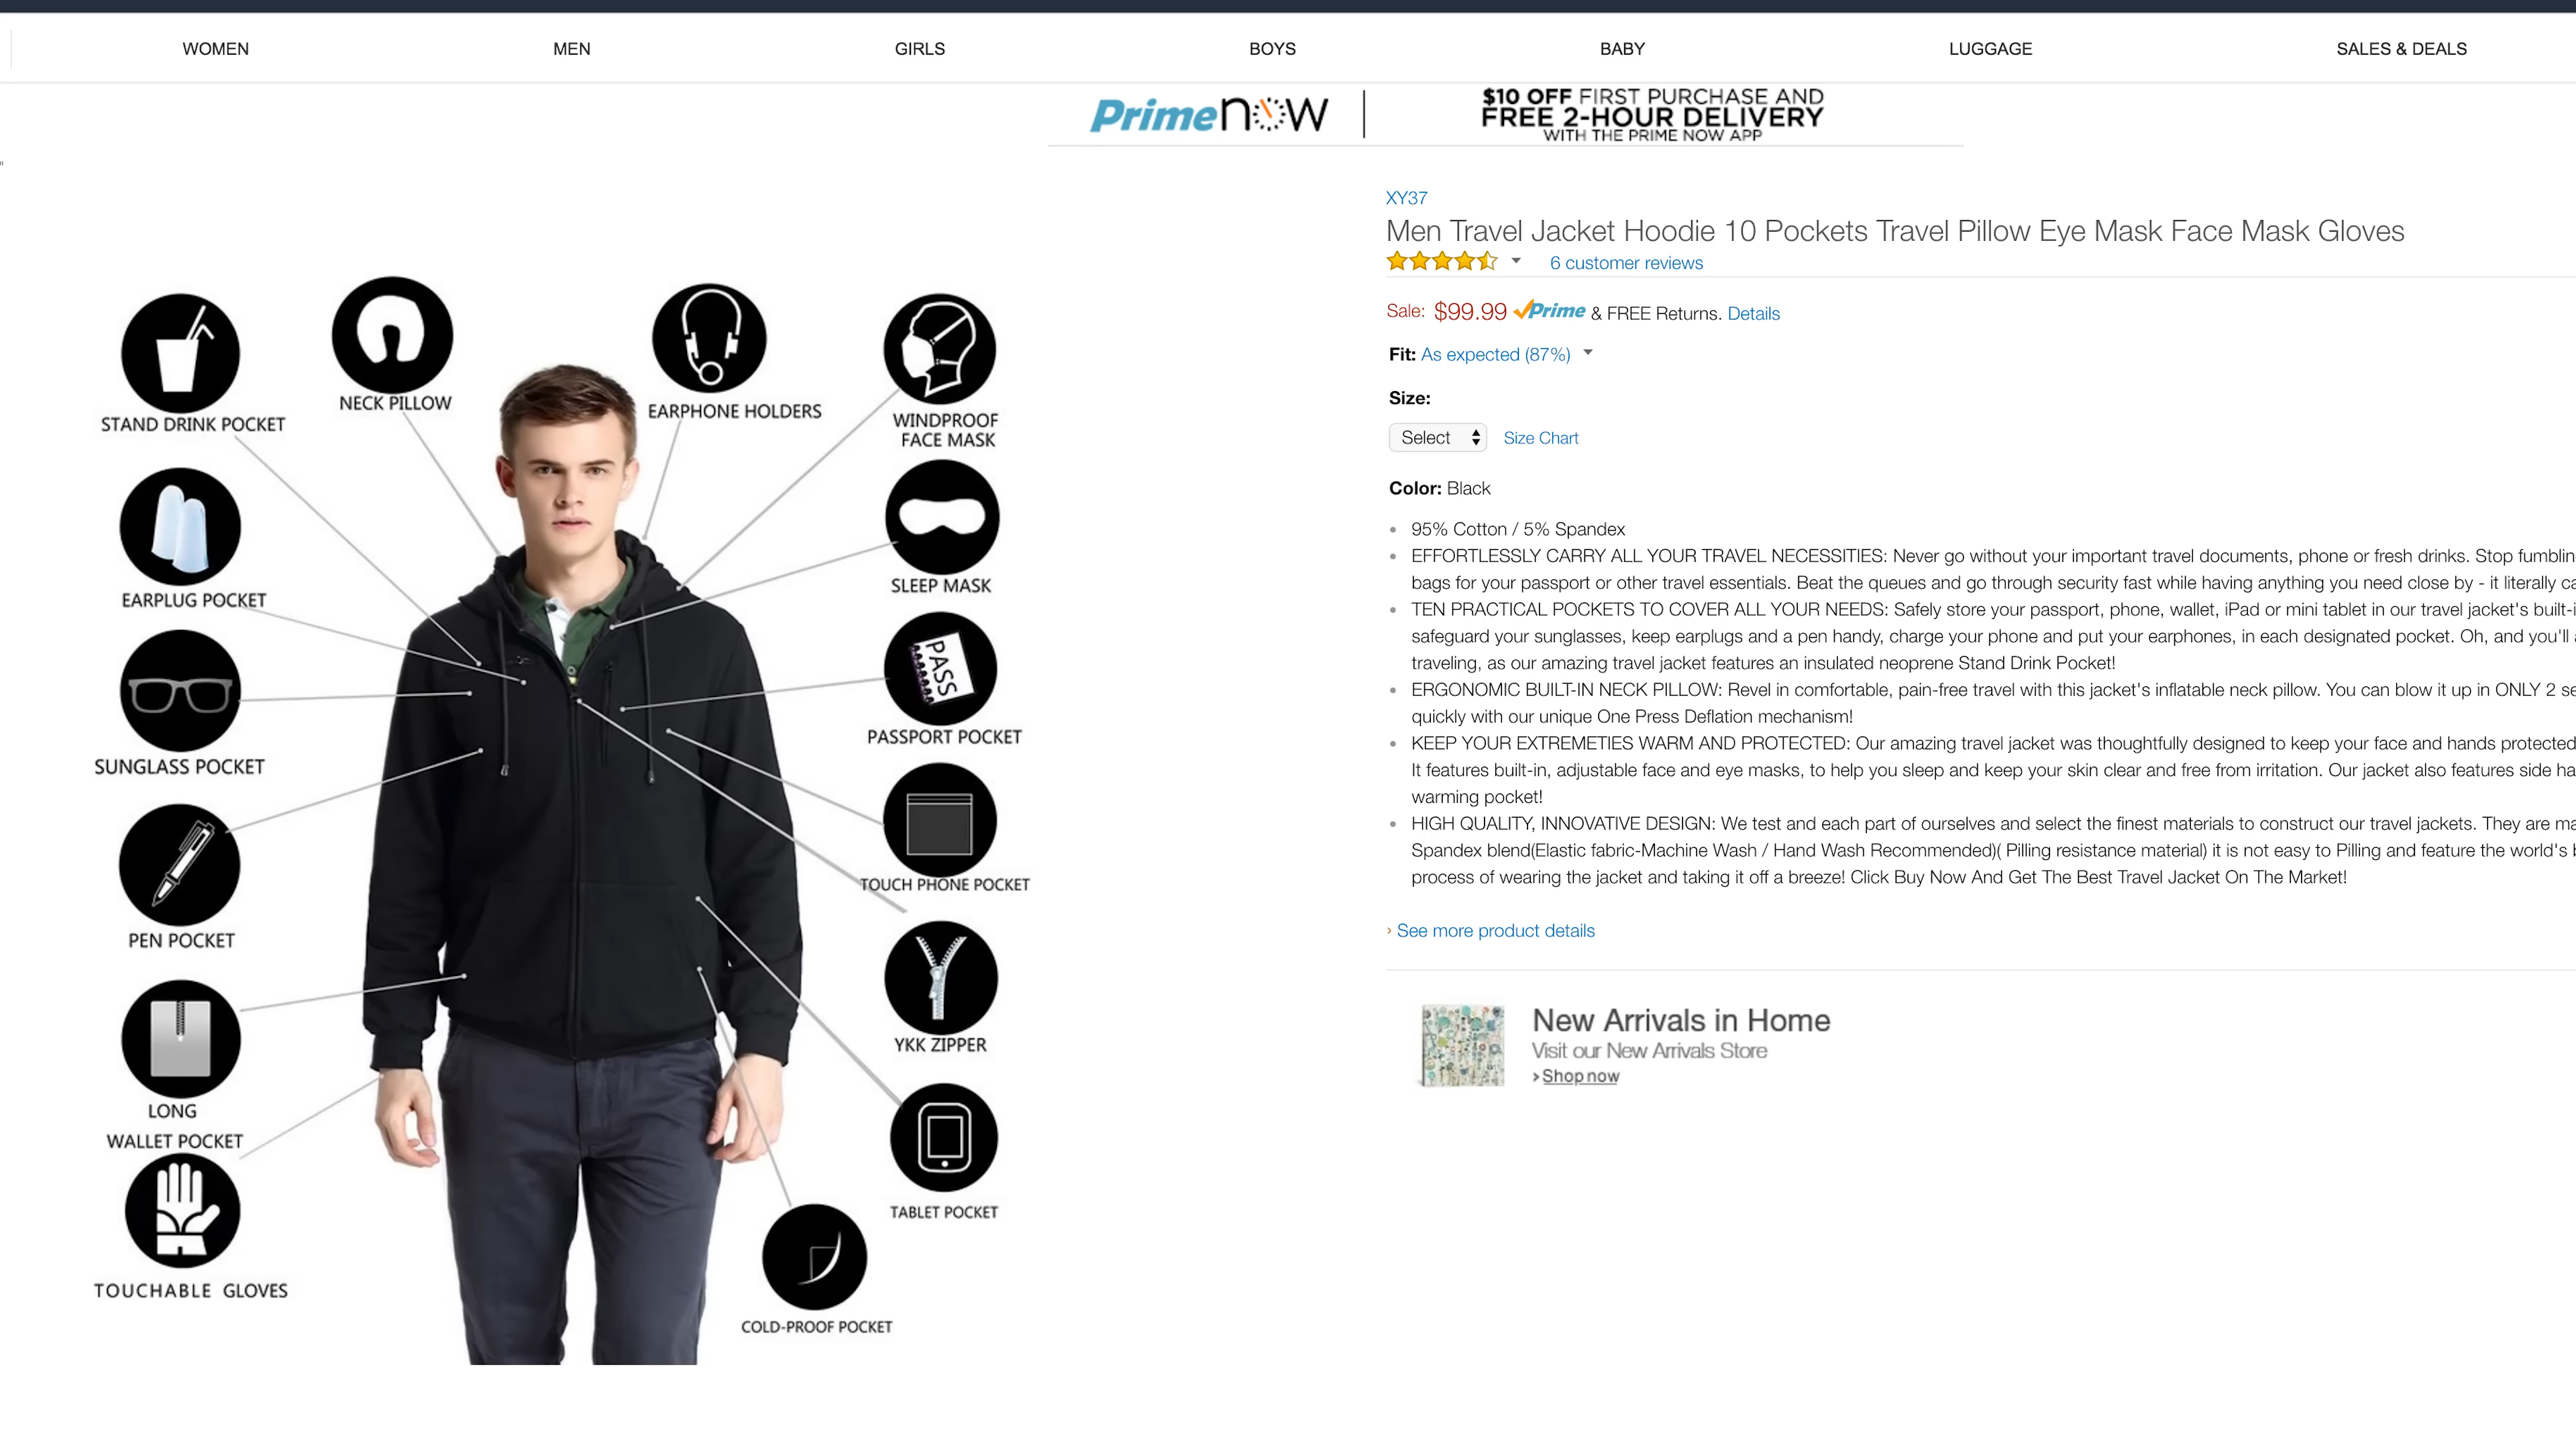 WOMEN
MEN
GIRLS
BOYS
BABY
LUGGAGE
SALES & DEALS
Prime now
$10 OFF FIRST PURCHASE AND
FREE 2-HOUR DELIVERY
WITH THE PRIME NOW APP
STAND DRINK POCKET
NECK PILLOW
EARPHONE HOLDERS
WINDPROOF
FACE MASK
EARPLUG POCKET
SLEEP MASK
SUNGLASS POCKET
PASS
PASSPORT POCKET
PEN POCKET
TOUCH PHONE POCKET
LONG
WALLET POCKET
YKK ZIPPER
TOUCHABLE GLOVES
TABLET POCKET
COLD-PROOF POCKET
XY37
Men Travel Jacket Hoodie 10 Pockets Travel Pillow Eye Mask Face Mask Gloves
6 customer reviews
Sale: $99.99 Prime & FREE Returns. Details
Fit: As expected (87%)
Size:
Select
Size Chart
Color: Black
95% Cotton / 5% Spandex
EFFORTLESSLY CARRY ALL YOUR TRAVEL NECESSITIES: Never go without your important travel documents, phone or fresh drinks. Stop fumblin
bags for your passport or other travel essentials. Beat the queues and go through security fast while having anything you need close by - it literally ca
TEN PRACTICAL POCKETS TO COVER ALL YOUR NEEDS: Safely store your passport, phone, wallet, iPad or mini tablet in our travel jacket's built-i
safeguard your sunglasses, keep earplugs and a pen handy, charge your phone and put your earphones, in each designated pocket. Oh, and you'll
traveling, as our amazing travel jacket features an insulated neoprene Stand Drink Pocket!
ERGONOMIC BUILT-IN NECK PILLOW: Revel in comfortable, pain-free travel with this jacket's inflatable neck pillow. You can blow it up in ONLY 2 se
quickly with our unique One Press Deflation mechanism!
KEEP YOUR EXTREMETIES WARM AND PROTECTED: Our amazing travel jacket was thoughtfully designed to keep your face and hands protected
It features built-in, adjustable face and eye masks, to help you sleep and keep your skin clear and free from irritation. Our jacket also features side ha
warming pocket!
HIGH QUALITY, INNOVATIVE DESIGN: We test and each part of ourselves and select the finest materials to construct our travel jackets. They are ma
Spandex blend(Elastic fabric-Machine Wash / Hand Wash Recommended)( Pilling resistance material) it is not easy to Pilling and feature the world's b
process of wearing the jacket and taking it off a breeze! Click Buy Now And Get The Best Travel Jacket On The Market!
› See more product details
New Arrivals in Home
Visit our New Arrivals Store
› Shop now